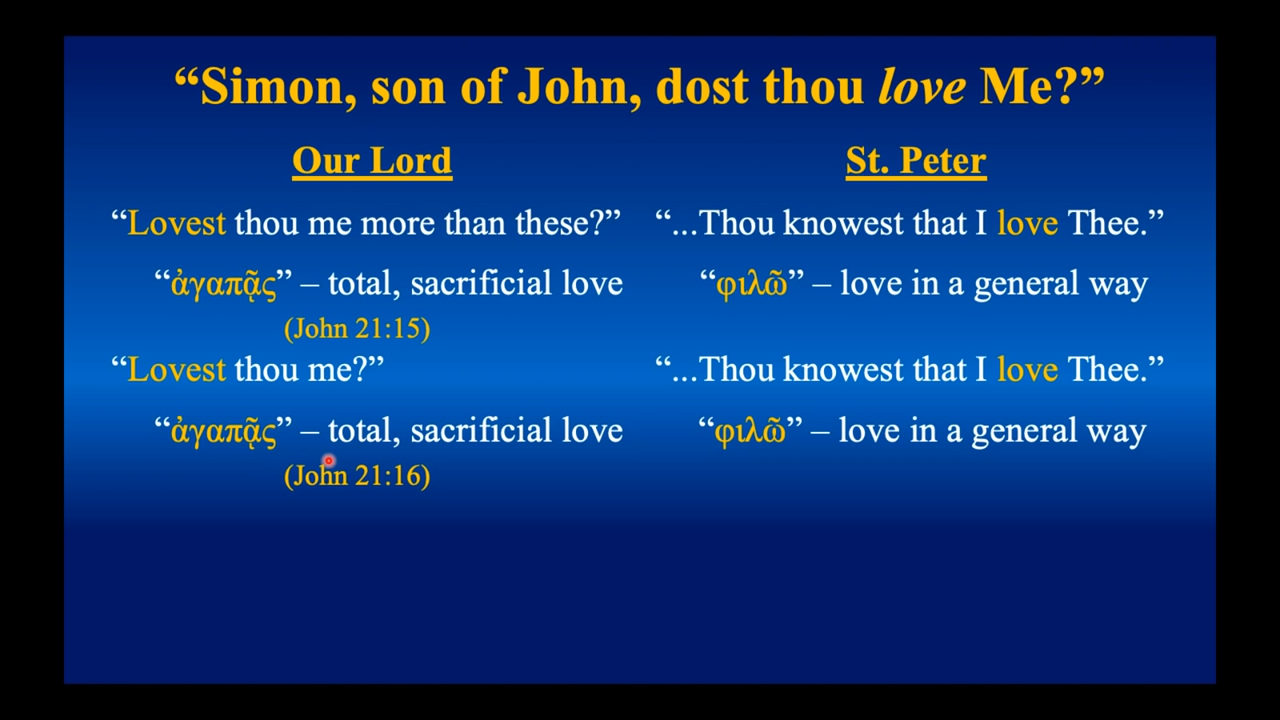 “Simon, son of John, dost thou love Me?”
Our Lord
St. Peter
“Lovest thou me more than these?”
“...Thou knowest that I love Thee.”
“ἀγαπᾷς” – total, sacrificial love
“φιλῶ” – love in a general way
(John 21:15)
“Lovest thou me?”
“...Thou knowest that I love Thee.”
“ἀγαπᾷς” – total, sacrificial love
“φιλῶ” – love in a general way
(John 21:16)